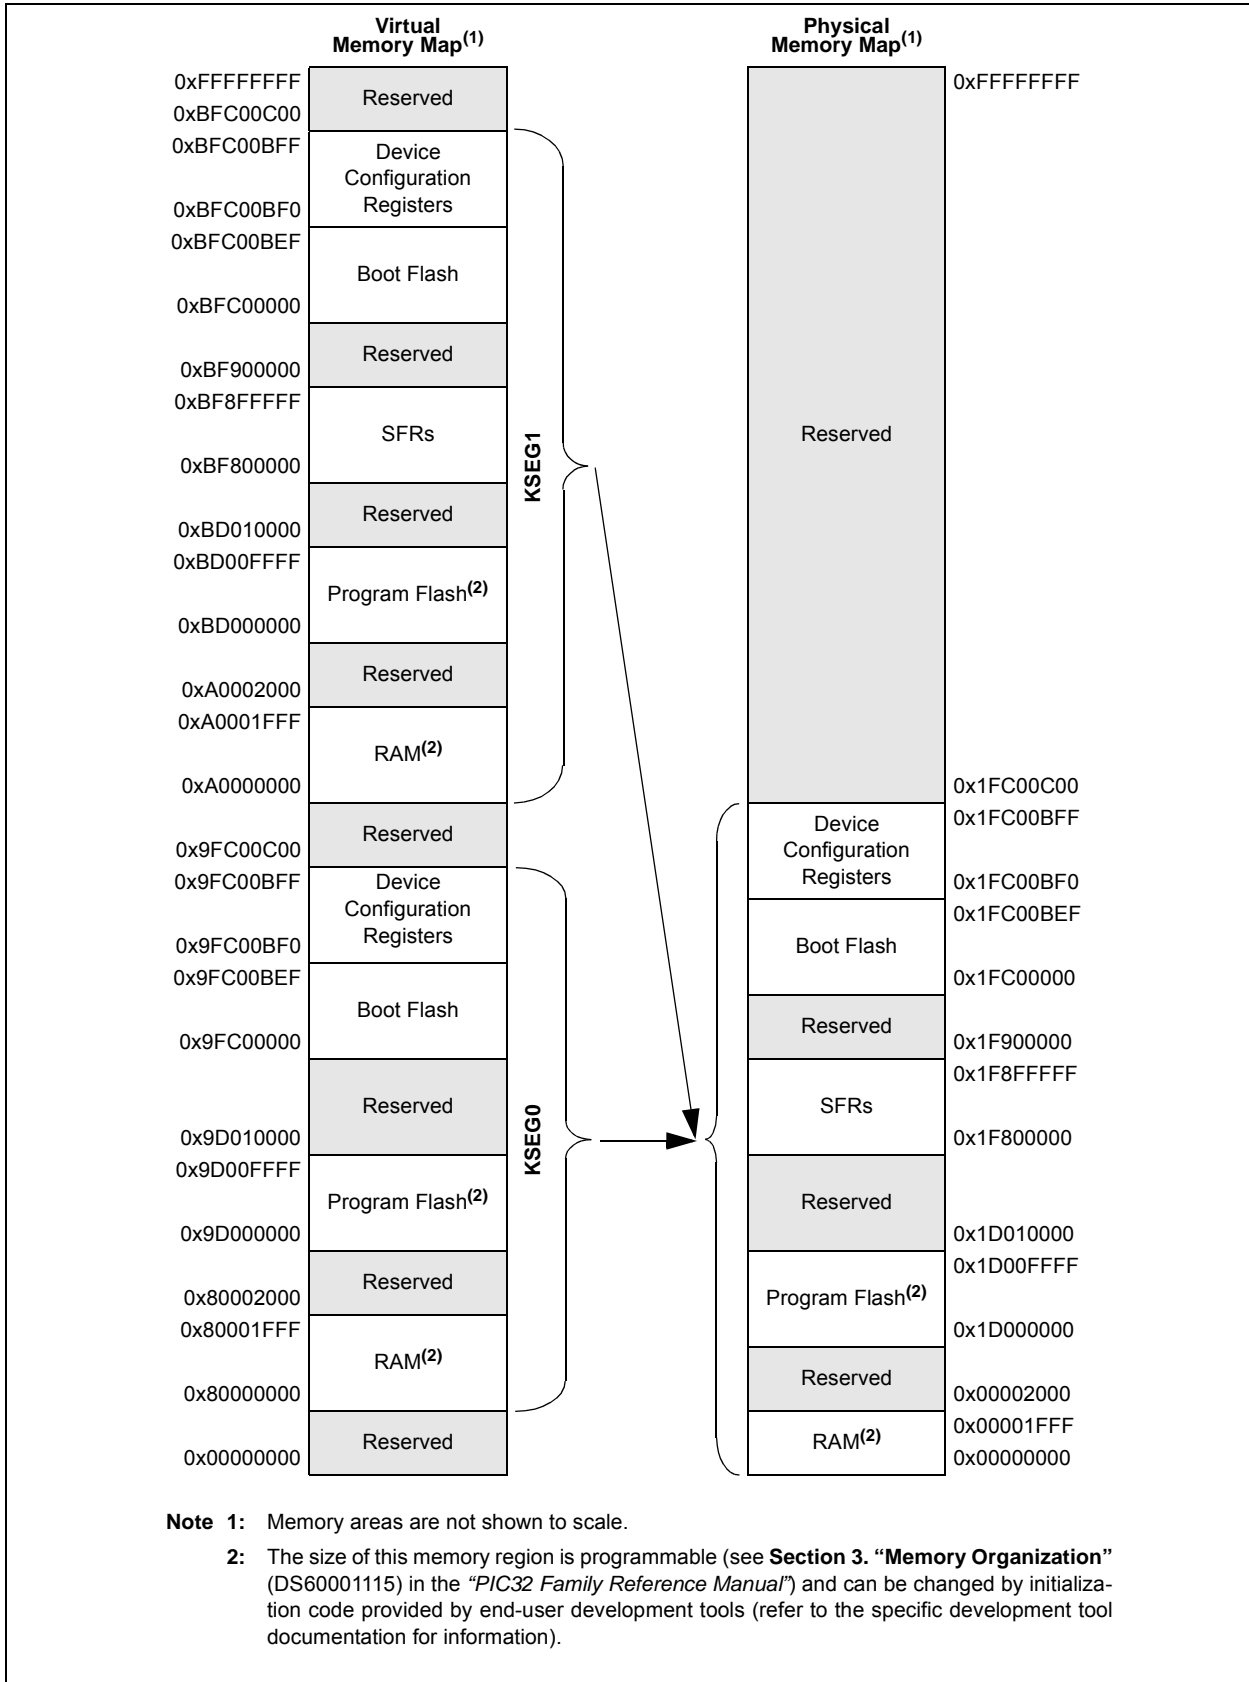 Virtual
Memory Map(1)
0xFFFFFFFF
Reserved
0xBFC00C00
0xBFC00BFF
Device
Configuration
Registers
0xBFC00BF0
0xBFC00BEF
Boot Flash
0xBFC00000
Reserved
0xBF900000
0xBF8FFFFF
SFRs
0xBF800000
Reserved
0xBD010000
0xBD00FFFF
Program Flash(2)
0xBD000000
Reserved
0xA0002000
0xA0001FFF
RAM(2)
0xA0000000
Reserved
0x9FC00C00
0x9FC00BFF
Device
Configuration
Registers
0x9FC00BF0
0x9FC00BEF
Boot Flash
0x9FC00000
Reserved
0x9D010000
0x9D00FFFF
Program Flash(2)
0x9D000000
Reserved
0x80002000
0x80001FFF
RAM(2)
0x80000000
Reserved
0x00000000
KSEG1
KSEG0
Physical
Memory Map(1)
0xFFFFFFFF
Reserved
0x1FC00C00
0x1FC00BFF
Device
Configuration
Registers
0x1FC00BF0
0x1FC00BEF
Boot Flash
0x1FC00000
Reserved
0x1F900000
0x1F8FFFFF
SFRs
0x1F800000
Reserved
0x1D010000
0x1D00FFFF
Program Flash(2)
0x1D000000
Reserved
0x00002000
0x00001FFF
RAM(2)
0x00000000
Note 1: Memory areas are not shown to scale.
2: The size of this memory region is programmable (see Section 3. “Memory Organization”
(DS60001115) in the “PIC32 Family Reference Manual”) and can be changed by initializa-
tion code provided by end-user development tools (refer to the specific development tool
documentation for information).